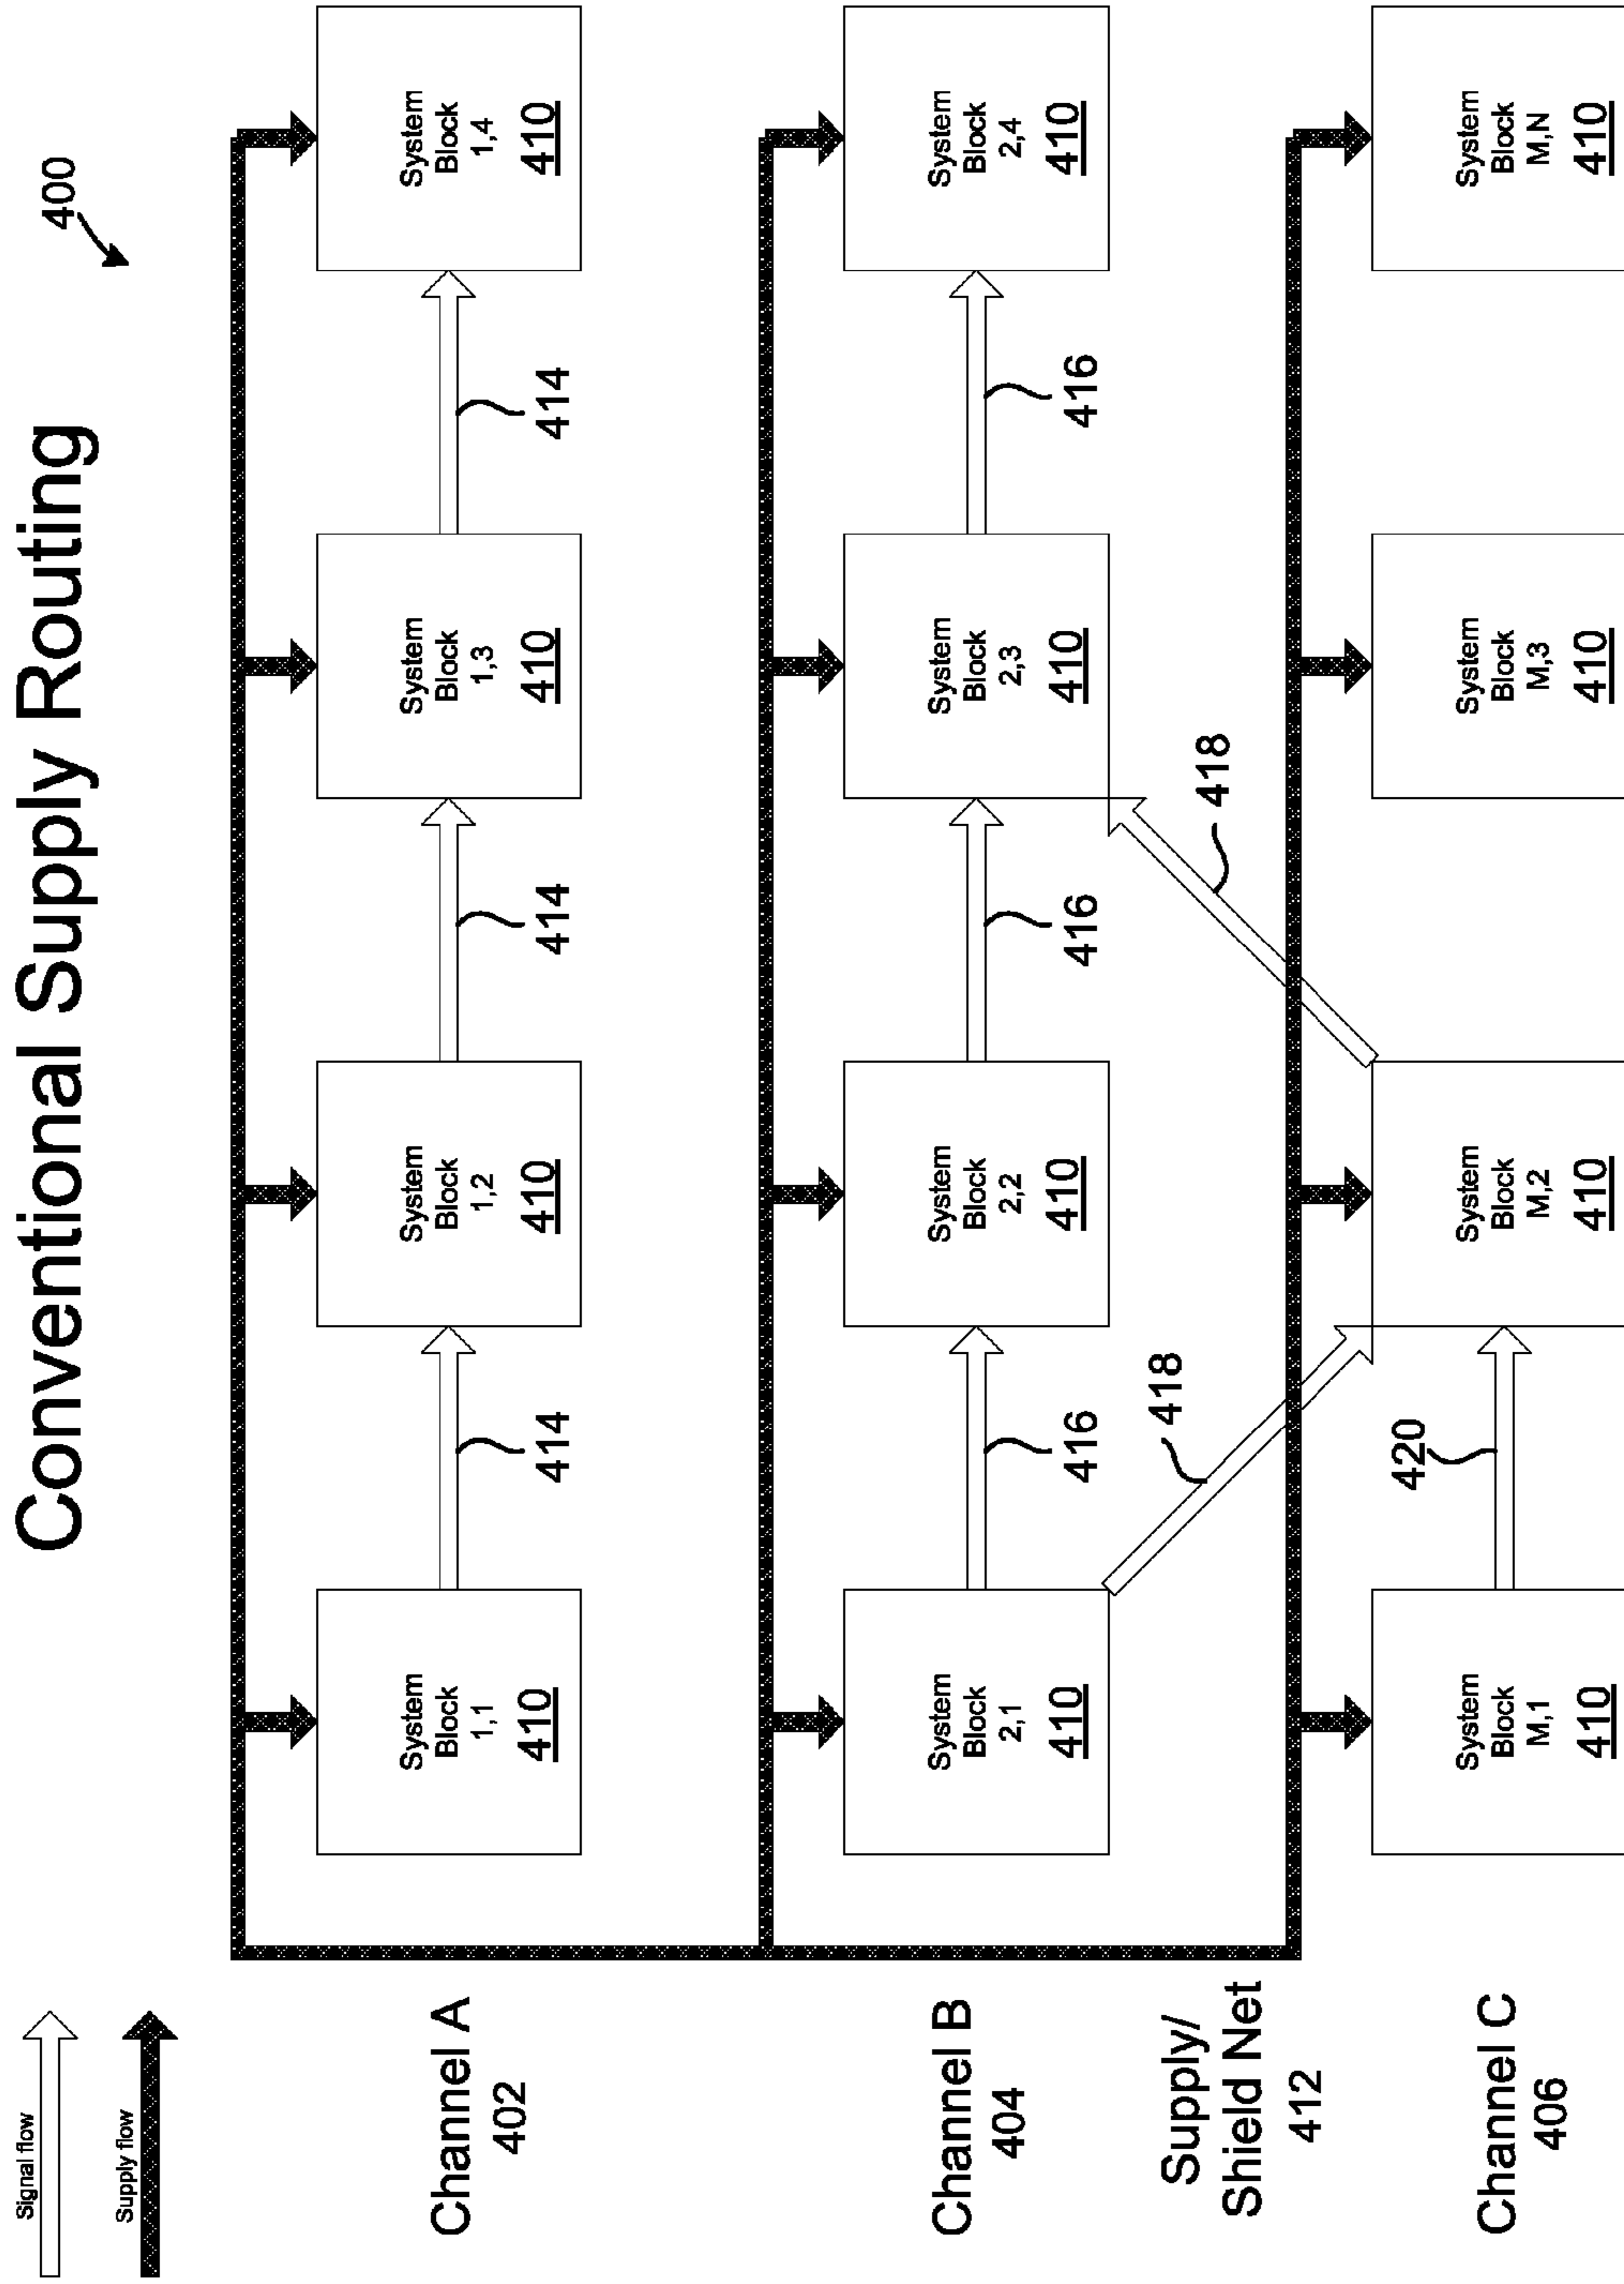 Conventional Supply Routing
400
Signal flow
Supply flow
Channel A
402
System
Block
1,1
410
414
System
Block
1,2
410
414
System
Block
1,3
410
414
System
Block
1,4
410
Channel B
404
System
Block
2,1
410
416
System
Block
2,2
410
416
System
Block
2,3
410
416
System
Block
2,4
410
Supply/
Shield Net
412
418
418
Channel C
406
System
Block
M,1
410
420
System
Block
M,2
410
System
Block
M,3
410
System
Block
M,N
410